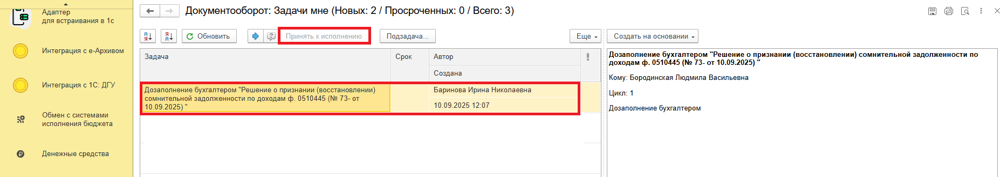 Адаптер
для встраивания в 1с
Интеграция с е-Архивом
Интеграция с 1С: ДГУ
Обмен с системами
исполнения бюджета
Денежные средства
Документооборот: Задачи мне (Новых: 2 / Просроченных: 0 / Всего: 3)
Обновить
Принять к исполнению
Подзадача...
Еще
Создать на основании
Задача
Срок
Автор
Создана
Дозаполнение бухгалтером "Решение о признании (восстановлении)
сомнительной задолженности по доходам ф. 0510445 (№ 73- от
10.09.2025) "
Баринова Ирина Николаевна
10.09.2025 12:07
Дозаполнение бухгалтером "Решение о признании (восстановлении) сомнительной задолженности по
доходам ф. 0510445 (№ 73- от 10.09.2025) "
Кому: Бородинская Людмила Васильевна
Цикл: 1
Дозаполнение бухгалтером